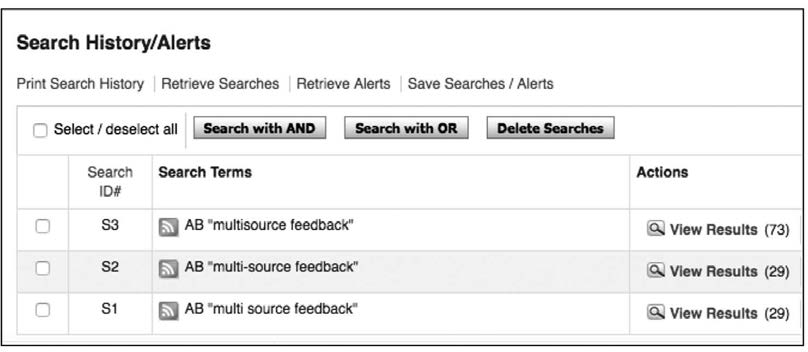 Search History/Alerts
Print Search History | Retrieve Searches | Retrieve Alerts | Save Searches / Alerts
Select / deselect all Search with AND Search with OR Delete Searches
Search ID# Search Terms Actions
S3 AB "multisource feedback" View Results (73)
S2 AB "multi-source feedback" View Results (29)
S1 AB "multi source feedback" View Results (29)